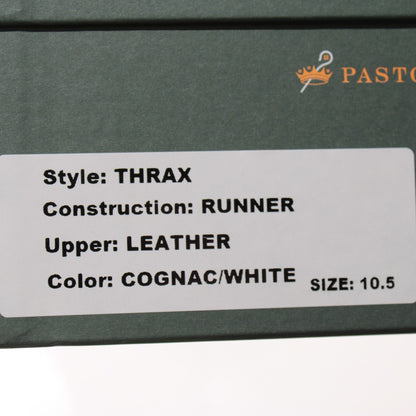 PASTO
Style: THRAX
Construction: RUNNER
Upper: LEATHER
Color: COGNAC/WHITE
SIZE: 10.5